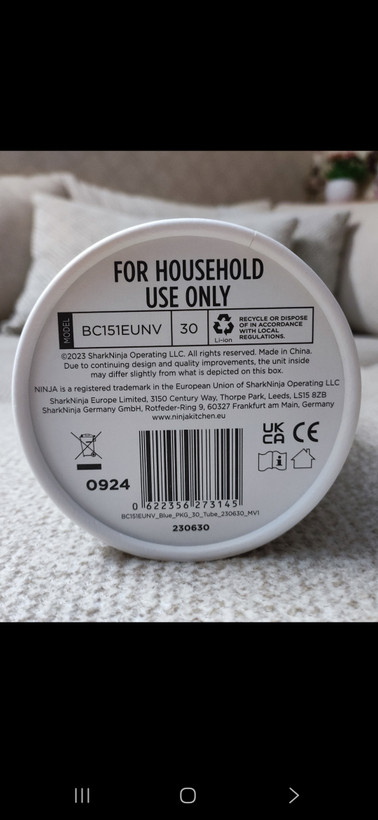 FOR HOUSEHOLD
USE ONLY
MODEL
BC151EUNV
30
Li-ion
RECYCLE OR DISPOSE
OF IN ACCORDANCE
WITH LOCAL
REGULATIONS.
©2023 SharkNinja Operating LLC. All rights reserved. Made in China.
Due to continuing design and quality improvements, the unit inside
may differ slightly from what is depicted on this box.
NINJA is a registered trademark in the European Union of SharkNinja Operating LLC
SharkNinja Europe Limited, 3150 Century Way, Thorpe Park, Leeds, LS15 8ZB
SharkNinja Germany GmbH, Rotfeder-Ring 9, 60327 Frankfurt am Main, Germany
www.ninjakitchen.eu
UK
CA CE
0924
0 622356 273145
BC151EUNV_Blue_PKG_30_Tube_230630_MV1
230630